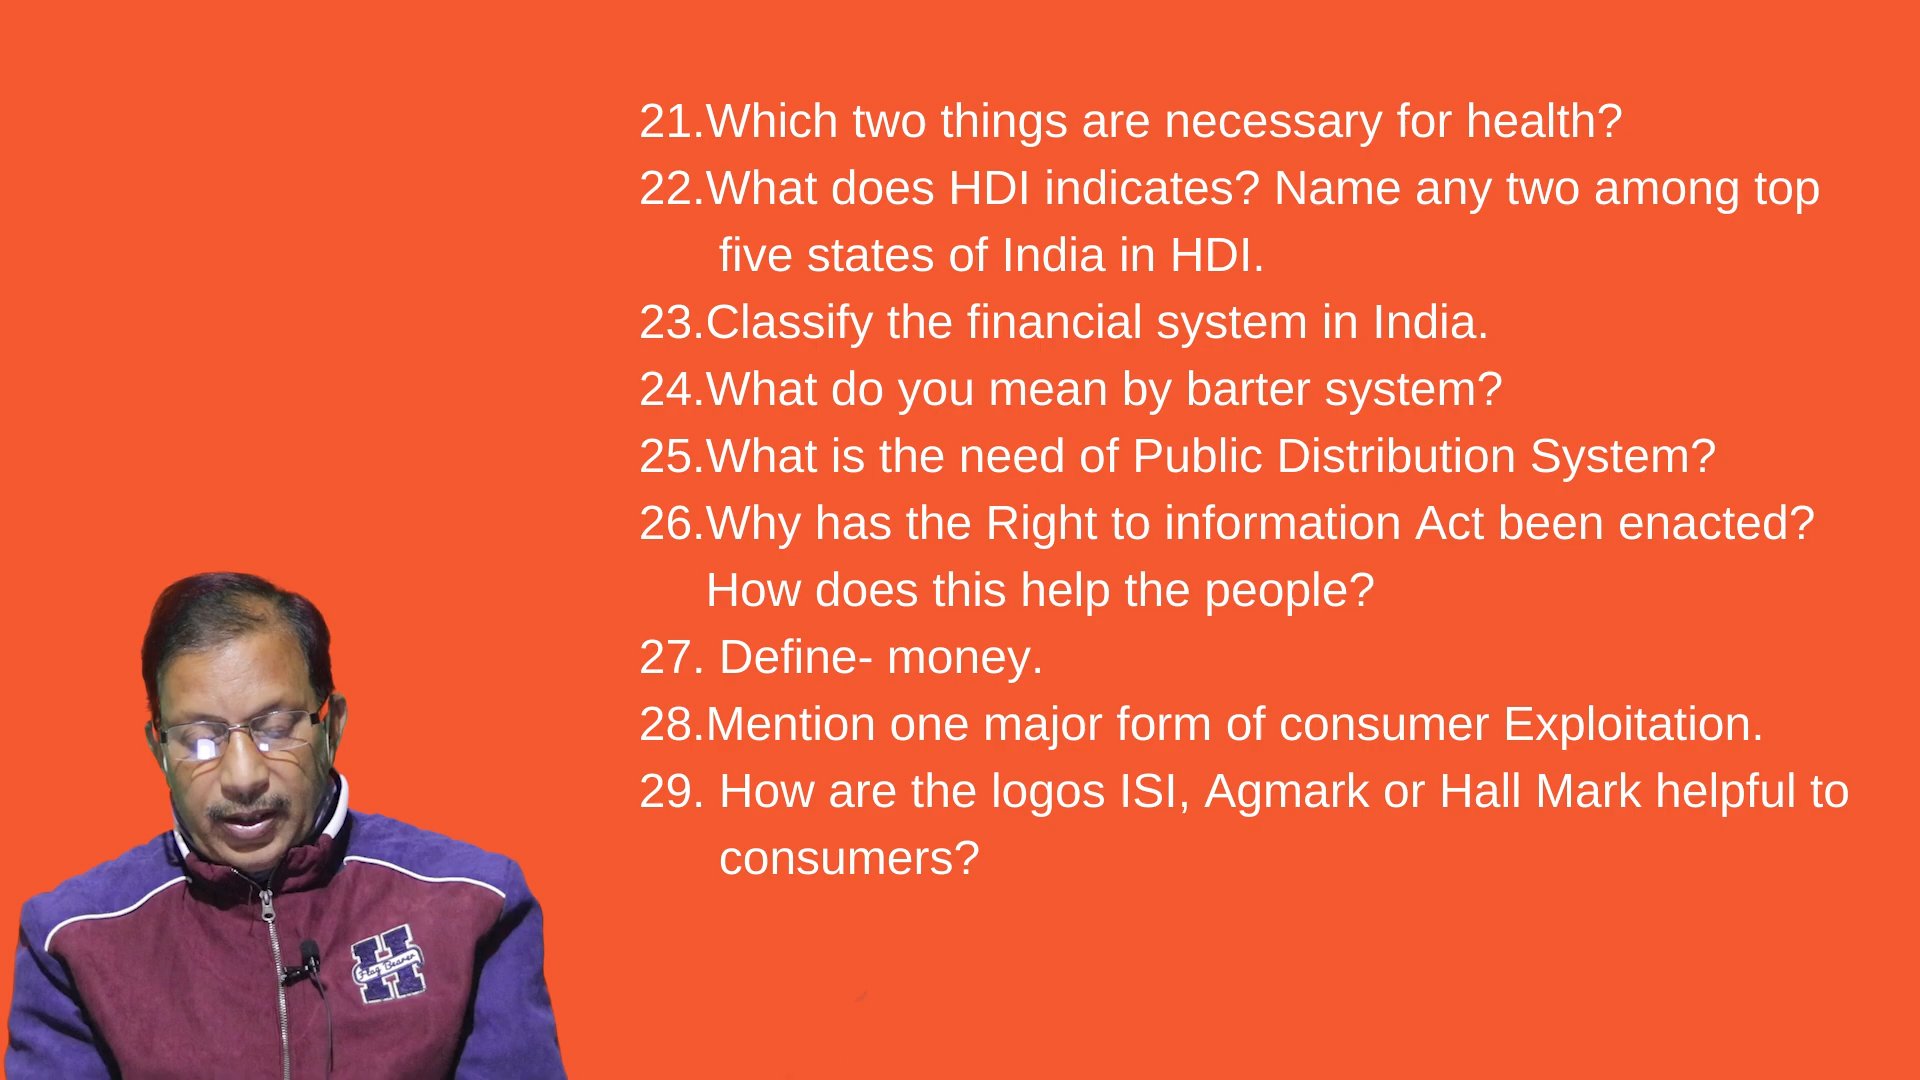 21.Which two things are necessary for health?
22.What does HDI indicates? Name any two among top
five states of India in HDI.
23.Classify the financial system in India.
24.What do you mean by barter system?
25.What is the need of Public Distribution System?
26.Why has the Right to information Act been enacted?
How does this help the people?
27. Define- money.
28.Mention one major form of consumer Exploitation.
29. How are the logos ISI, Agmark or Hall Mark helpful to
consumers?
H
Flag Bearer